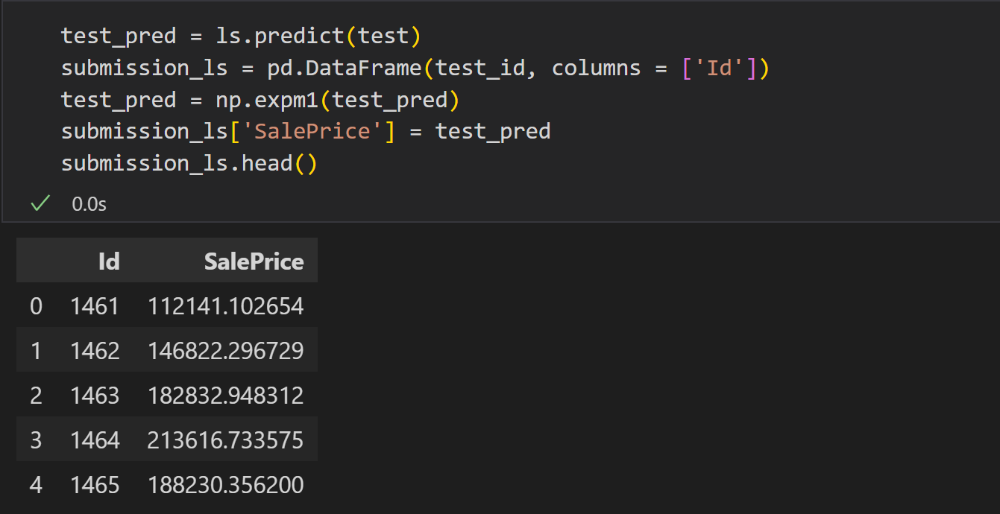 test_pred = ls.predict(test)
submission_ls = pd.DataFrame(test_id, columns = ['Id'])
test_pred = np.expm1(test_pred)
submission_ls['SalePrice'] = test_pred
submission_ls.head()
0.0s
Id SalePrice
0 1461 112141.102654
1 1462 146822.296729
2 1463 182832.948312
3 1464 213616.733575
4 1465 188230.356200